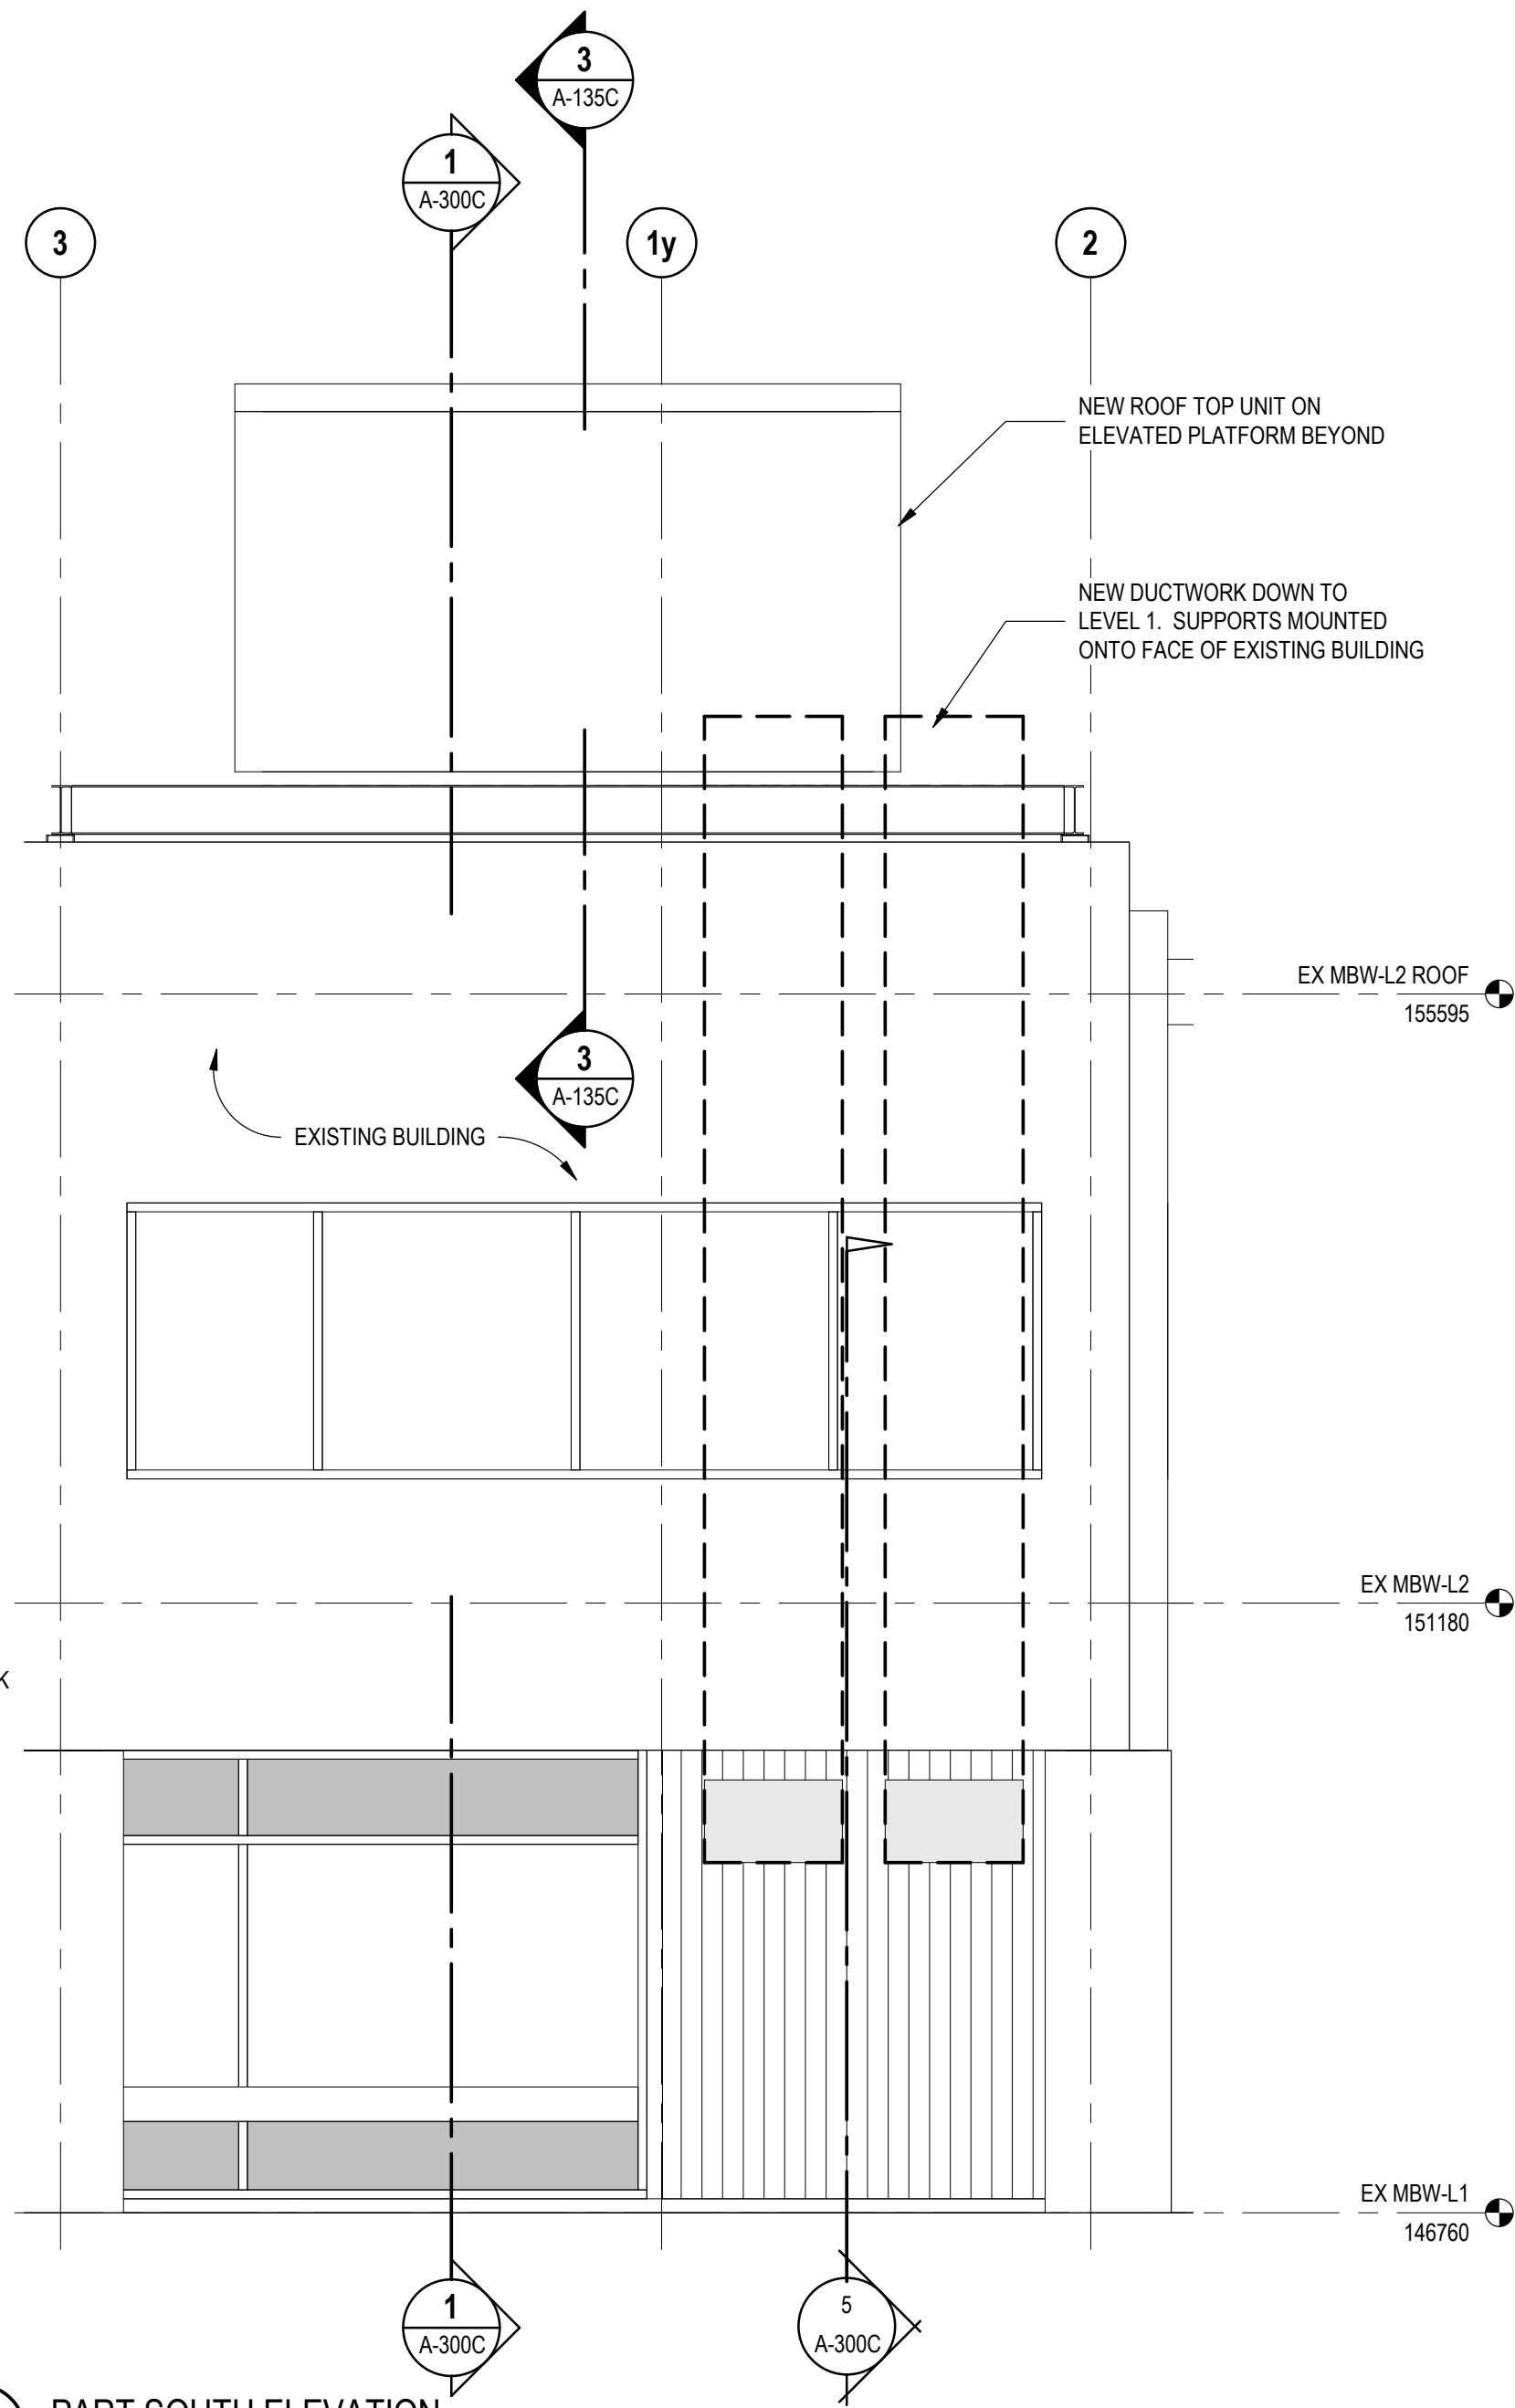 3
A-135C
1
A-300C
3
1y
2
NEW ROOF TOP UNIT ON
ELEVATED PLATFORM BEYOND
NEW DUCTWORK DOWN TO
LEVEL 1. SUPPORTS MOUNTED
ONTO FACE OF EXISTING BUILDING
EX MBW-L2 ROOF
155595
3
A-135C
EXISTING BUILDING
EX MBW-L2
151180
K
EX MBW-L1
146760
1
A-300C
5
A-300C
PART SOUTH ELEVATION